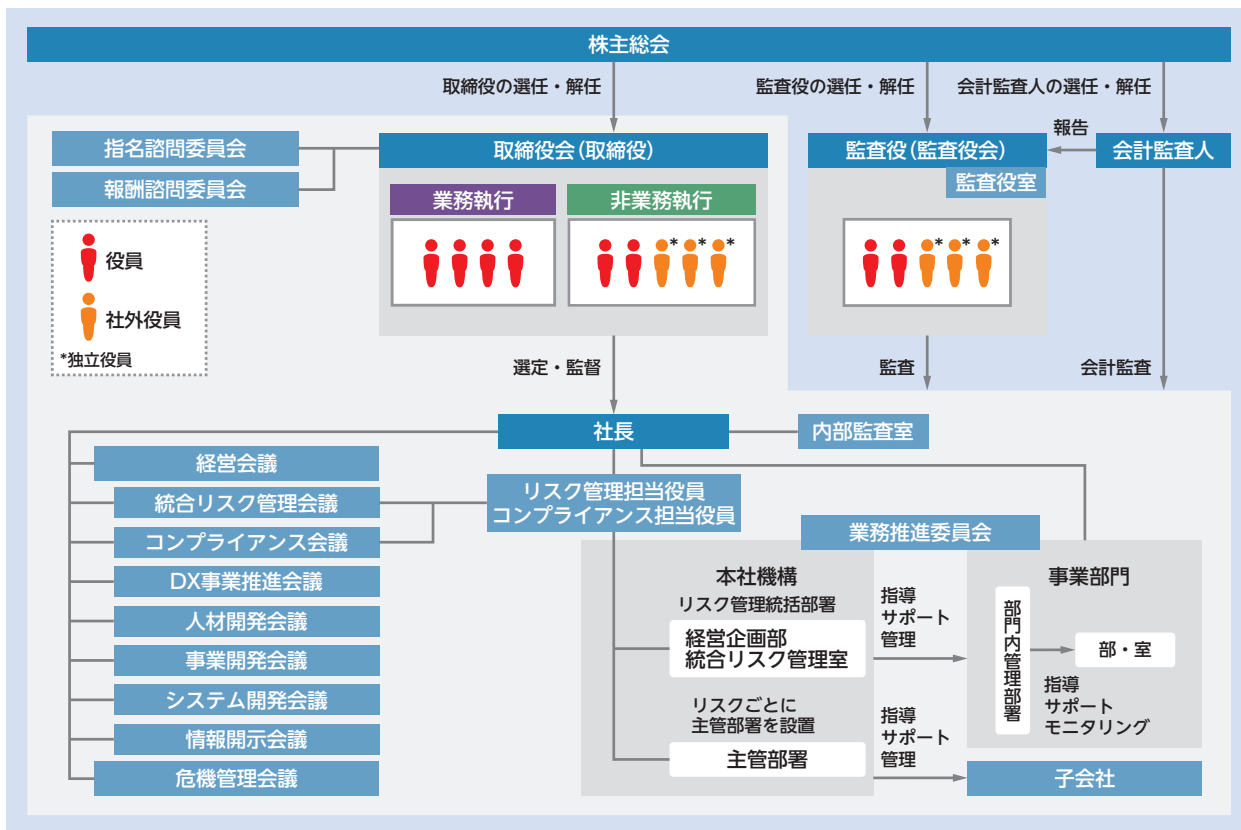 株主総会
取締役の選任・解任
監査役の選任・解任
会計監査人の選任・解任
指名諮問委員会
報酬諮問委員会
取締役会(取締役)
監査役(監査役会)
監査役室
報告
会計監査人
業務執行
非業務執行
***
***
役員
社外役員
*独立役員
選定・監督
監査
会計監査
社長
内部監査室
経営会議
統合リスク管理会議
コンプライアンス会議
DX事業推進会議
人材開発会議
事業開発会議
システム開発会議
情報開示会議
危機管理会議
リスク管理担当役員
コンプライアンス担当役員
業務推進委員会
本社機構
リスク管理統括部署
経営企画部
統合リスク管理室
リスクごとに
主管部署を設置
主管部署
指導
サポート
管理
指導
サポート
管理
事業部門
部門内管理部署
部・室
指導
サポート
モニタリング
子会社